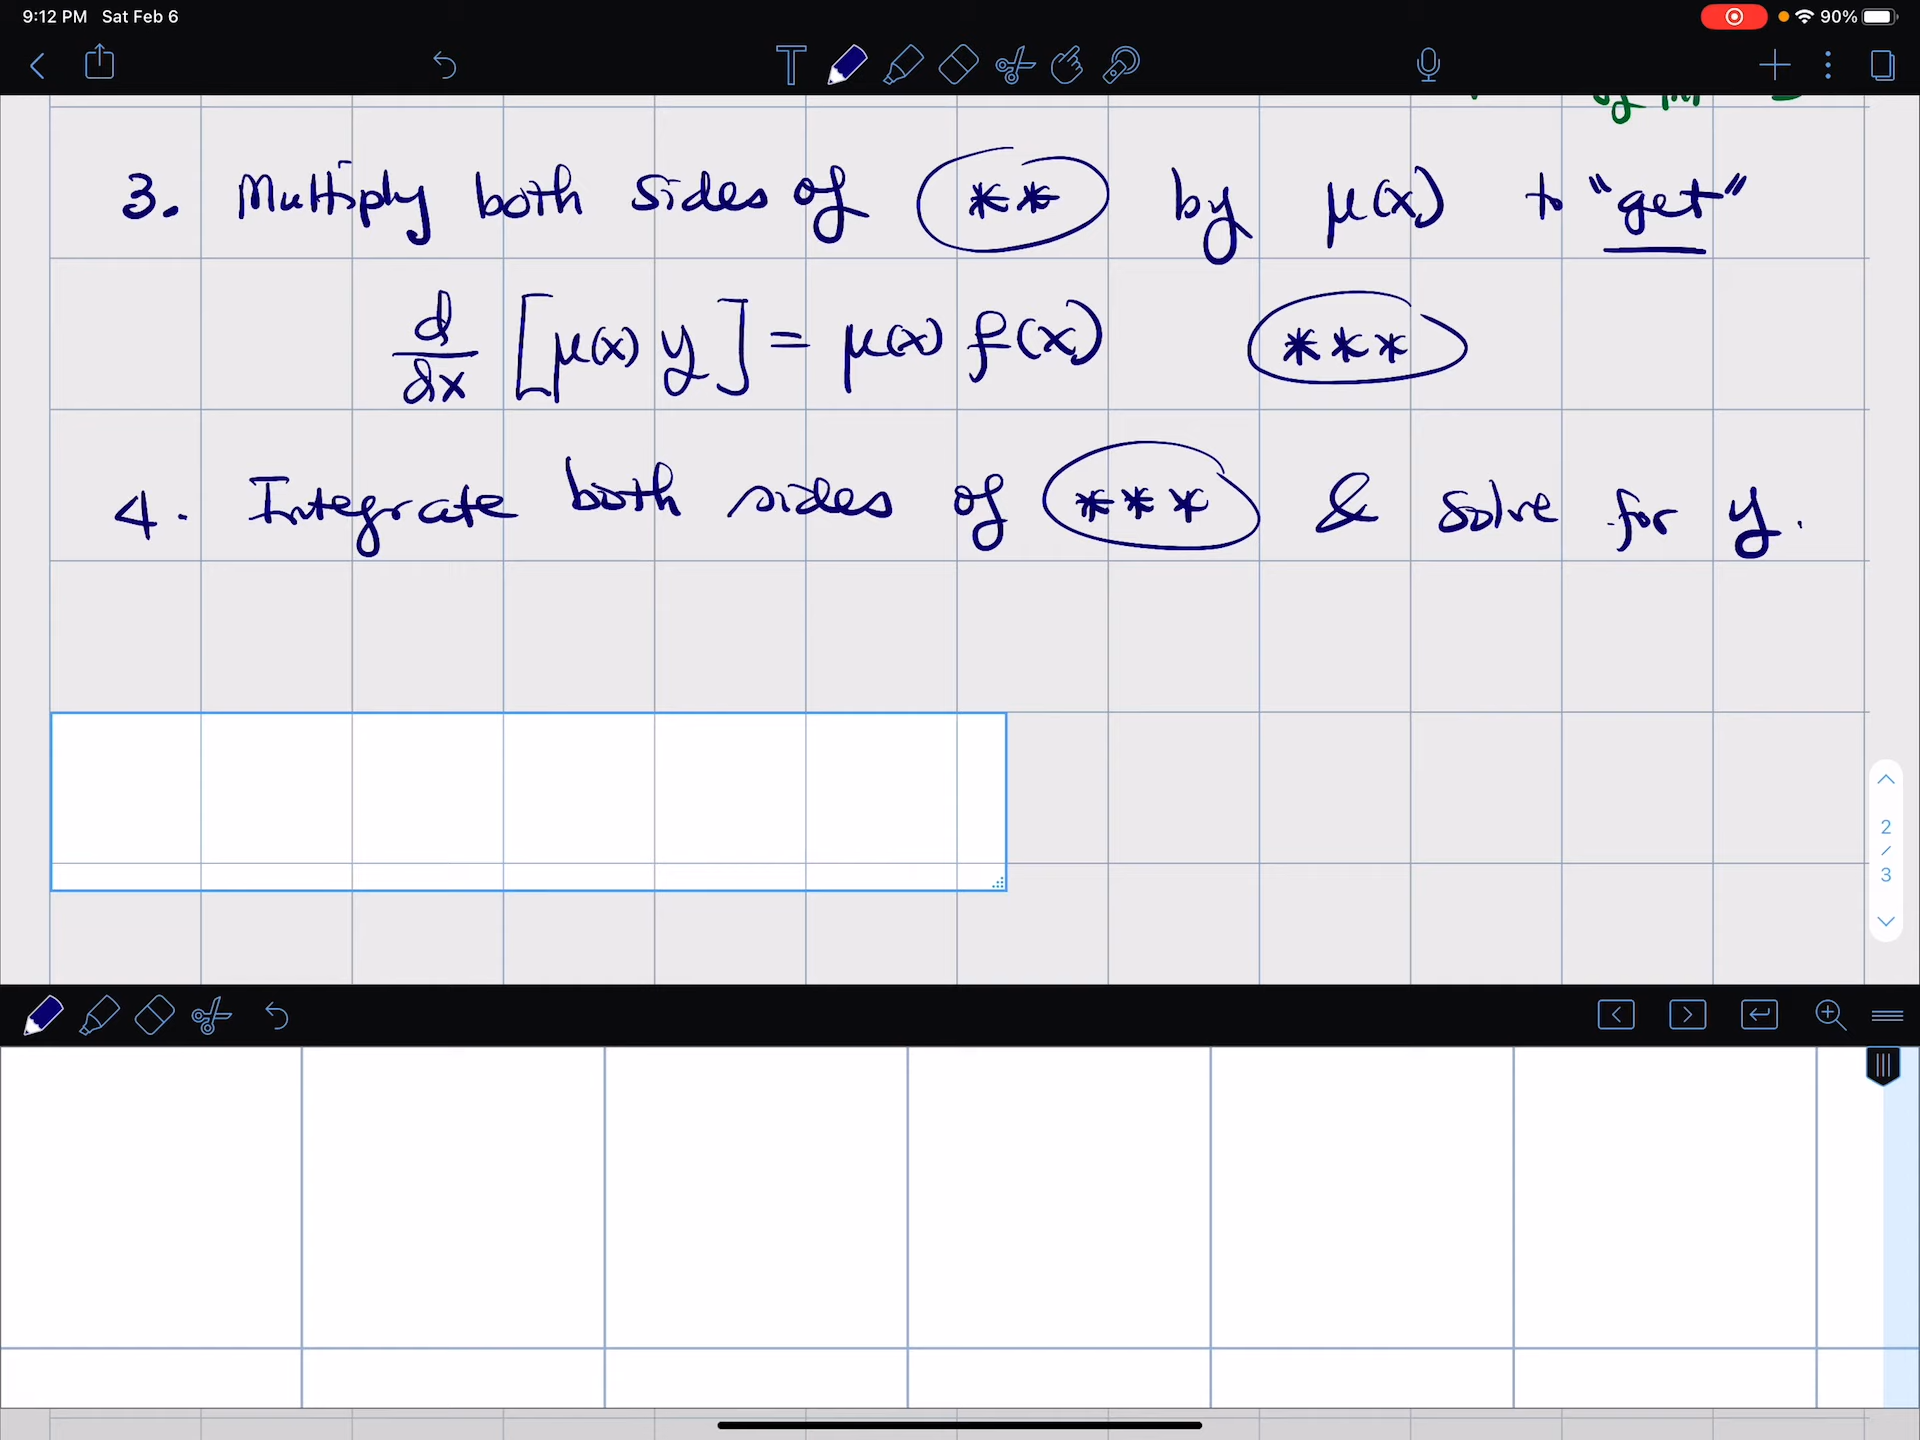 9:12 PM Sat Feb 6 90%
3. Multiply both sides of ** by μ(x) to "get"
d/dx [μ(x) y] = μ(x) f(x) ***
4. Integrate both sides of *** & solve for y.
2
/
3